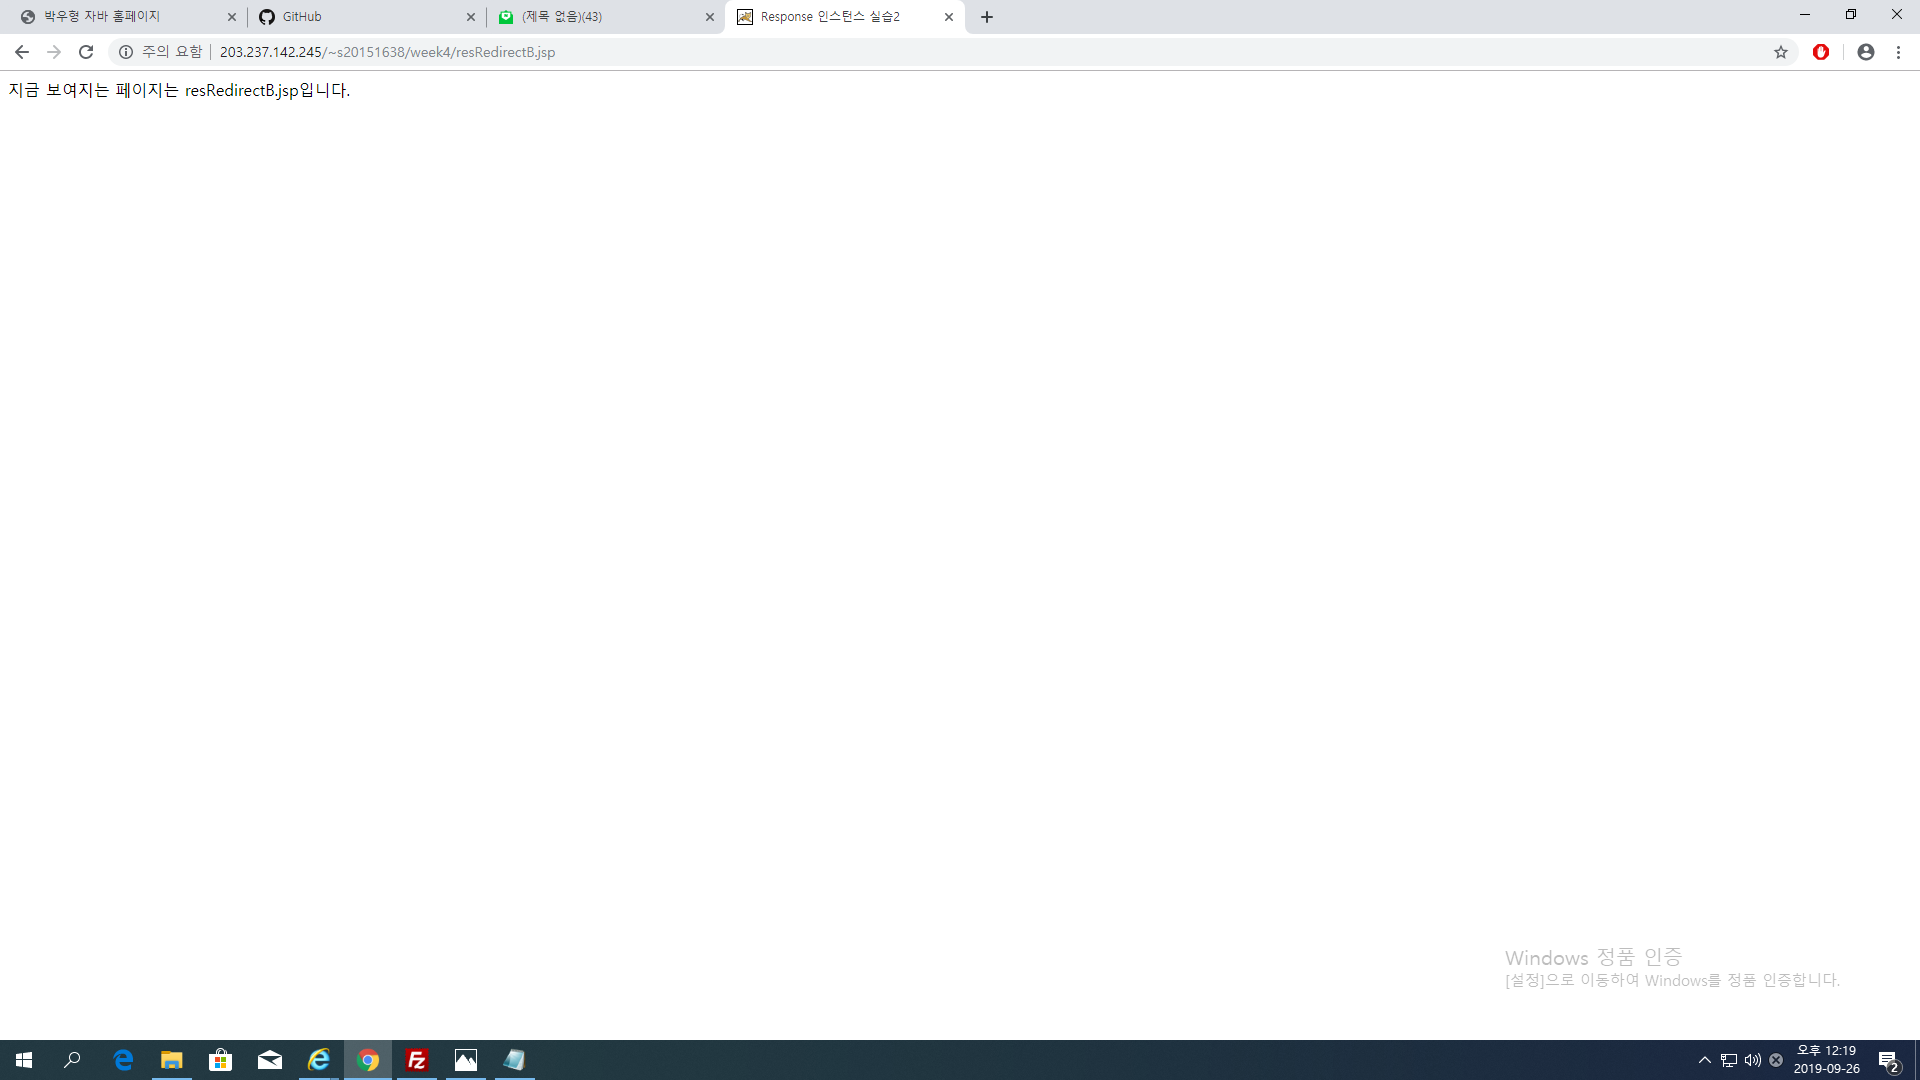 박우형 자바 홈페이지
GitHub
(제목 없음)(43)
Response 인스턴스 실습2
주의 요함
203.237.142.245/~s20151638/week4/resRedirectB.jsp
지금 보여지는 페이지는 resRedirectB.jsp입니다.
Windows 정품 인증
[설정]으로 이동하여 Windows를 정품 인증합니다.
오후 12:19
2019-09-26
2